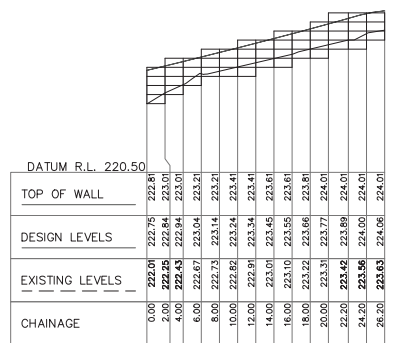 DATUM R.L. 220.50
TOP OF WALL 222.81 223.01 223.01 223.21 223.21 223.41 223.41 223.61 223.61 223.81 224.01 224.01 224.01 224.01
DESIGN LEVELS 222.75 222.84 222.94 223.04 223.14 223.24 223.34 223.45 223.55 223.66 223.77 223.89 224.00 224.06
EXISTING LEVELS 222.01 222.25 222.43 222.67 222.73 222.82 222.91 223.01 223.10 223.22 223.31 223.42 223.56 223.63
CHAINAGE 0.00 2.00 4.00 6.00 8.00 10.00 12.00 14.00 16.00 18.00 20.00 22.20 24.00 26.20